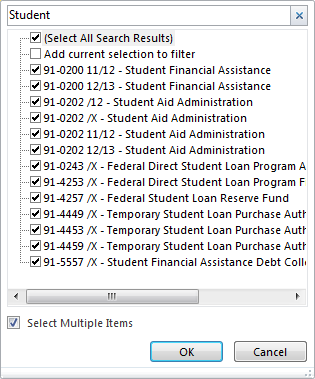 Student
(Select All Search Results)
Add current selection to filter
91-0200 11/12 - Student Financial Assistance
91-0200 12/13 - Student Financial Assistance
91-0202 /12 - Student Aid Administration
91-0202 /X - Student Aid Administration
91-0202 11/12 - Student Aid Administration
91-0202 12/13 - Student Aid Administration
91-0243 /X - Federal Direct Student Loan Program A
91-4253 /X - Federal Direct Student Loan Program F
91-4257 /X - Federal Student Loan Reserve Fund
91-4449 /X - Temporary Student Loan Purchase Auth
91-4453 /X - Temporary Student Loan Purchase Auth
91-4459 /X - Temporary Student Loan Purchase Auth
91-5557 /X - Student Financial Assistance Debt Colle
Select Multiple Items
OK Cancel